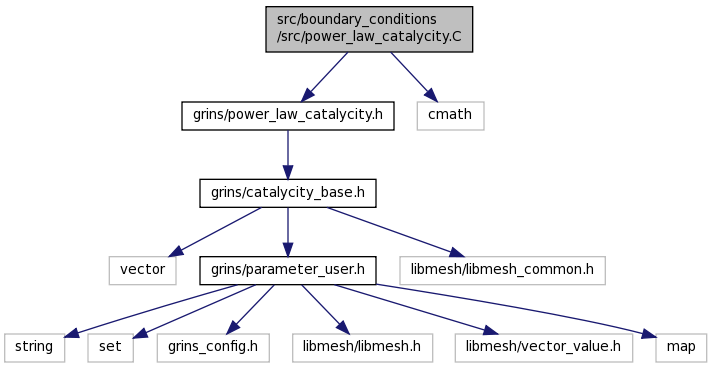 src/boundary_conditions
/src/power_law_catalycity.C
grins/power_law_catalycity.h
cmath
grins/catalycity_base.h
vector
grins/parameter_user.h
libmesh/libmesh_common.h
string
set
grins_config.h
libmesh/libmesh.h
libmesh/vector_value.h
map